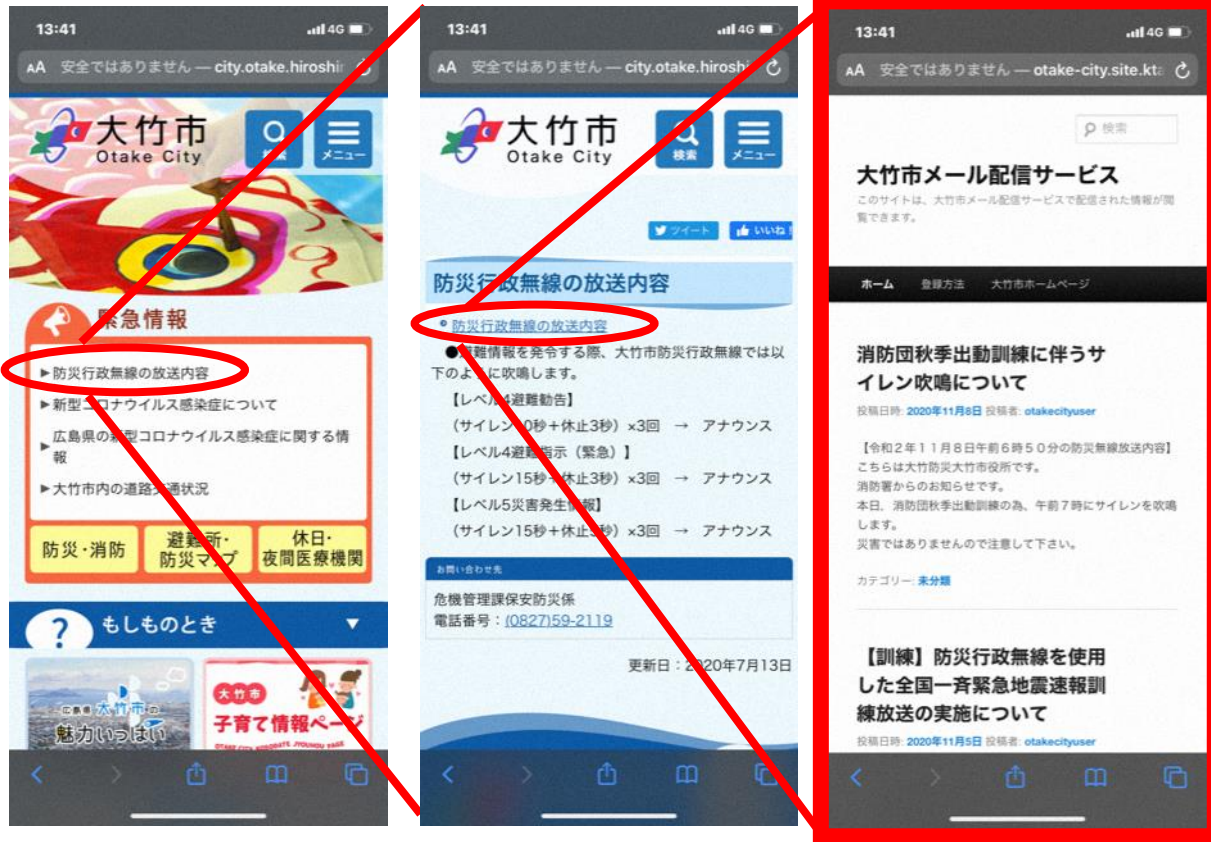 13:41
4G
AA 安全ではありません — city.otake.hiroshi
大竹市
Otake City
検索
メニュー
緊急情報
▶防災行政無線の放送内容
▶新型コロナウイルス感染症について
▶広島県の新型コロナウイルス感染症に関する情
報
▶大竹市内の道路交通状況
防災・消防
避難所・
防災マップ
休日・
夜間医療機関
? もしものとき ▼
広島県 大竹市の
魅力いっぱい
大竹市
子育て情報ページ
13:41
4G
AA 安全ではありません — city.otake.hiroshi
大竹市
Otake City
検索
メニュー
ツイート
いいね!
防災行政無線の放送内容
防災行政無線の放送内容
●避難情報を発令する際、大竹市防災行政無線では以
下のように吹鳴します。
【レベル4避難勧告】
(サイレン 0秒+休止3秒)×3回 → アナウンス
【レベル4避難指示(緊急)】
(サイレン15秒+休止3秒)×3回 → アナウンス
【レベル5災害発生情報】
(サイレン15秒+休止 秒)×3回 → アナウンス
お問い合わせ先
危機管理課保安防災係
電話番号:(0827)59-2119
更新日:2020年7月13日
13:41
4G
AA 安全ではありません — otake-city.site.kta
検索
大竹市メール配信サービス
このサイトは、大竹市メール配信サービスで配信された情報が閲
覧できます。
ホーム 登録方法 大竹市ホームページ
消防団秋季出動訓練に伴うサ
イレン吹鳴について
投稿日時: 2020年11月8日 投稿者: otakecityuser
【令和2年11月8日午前6時50分の防災無線放送内容】
こちらは大竹防災大竹市役所です。
消防署からのお知らせです。
本日、消防団秋季出動訓練の為、午前7時にサイレンを吹鳴
します。
災害ではありませんので注意して下さい。
カテゴリー: 未分類
【訓練】防災行政無線を使用
した全国一斉緊急地震速報訓
練放送の実施について
投稿日時: 2020年11月5日 投稿者: otakecityuser